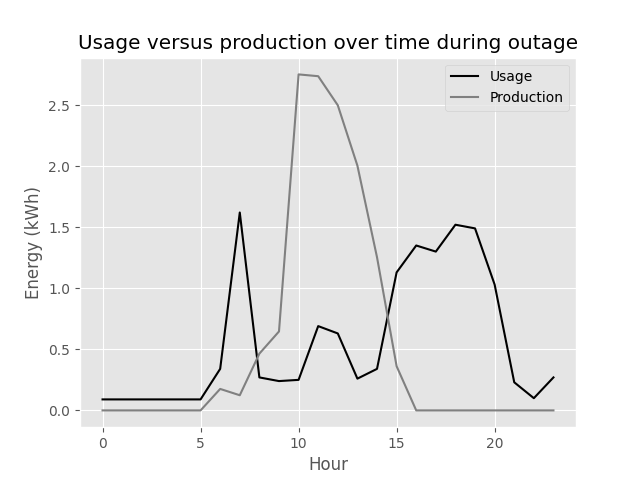 Usage versus production over time during outage
Usage
Production
2.5
2.0
1.5
1.0
0.5
0.0
Energy (kWh)
0 5 10 15 20
Hour